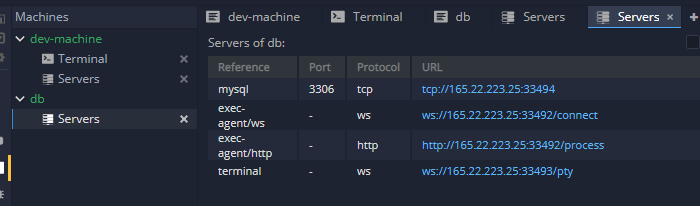 Machines
dev-machine
Terminal
Servers
db
Servers
dev-machine Terminal db Servers Servers
Servers of db:
Reference Port Protocol URL
mysql 3306 tcp tcp://165.22.223.25:33494
exec-
agent/ws - ws ws://165.22.223.25:33492/connect
exec-
agent/http - http http://165.22.223.25:33492/process
terminal - ws ws://165.22.223.25:33493/pty